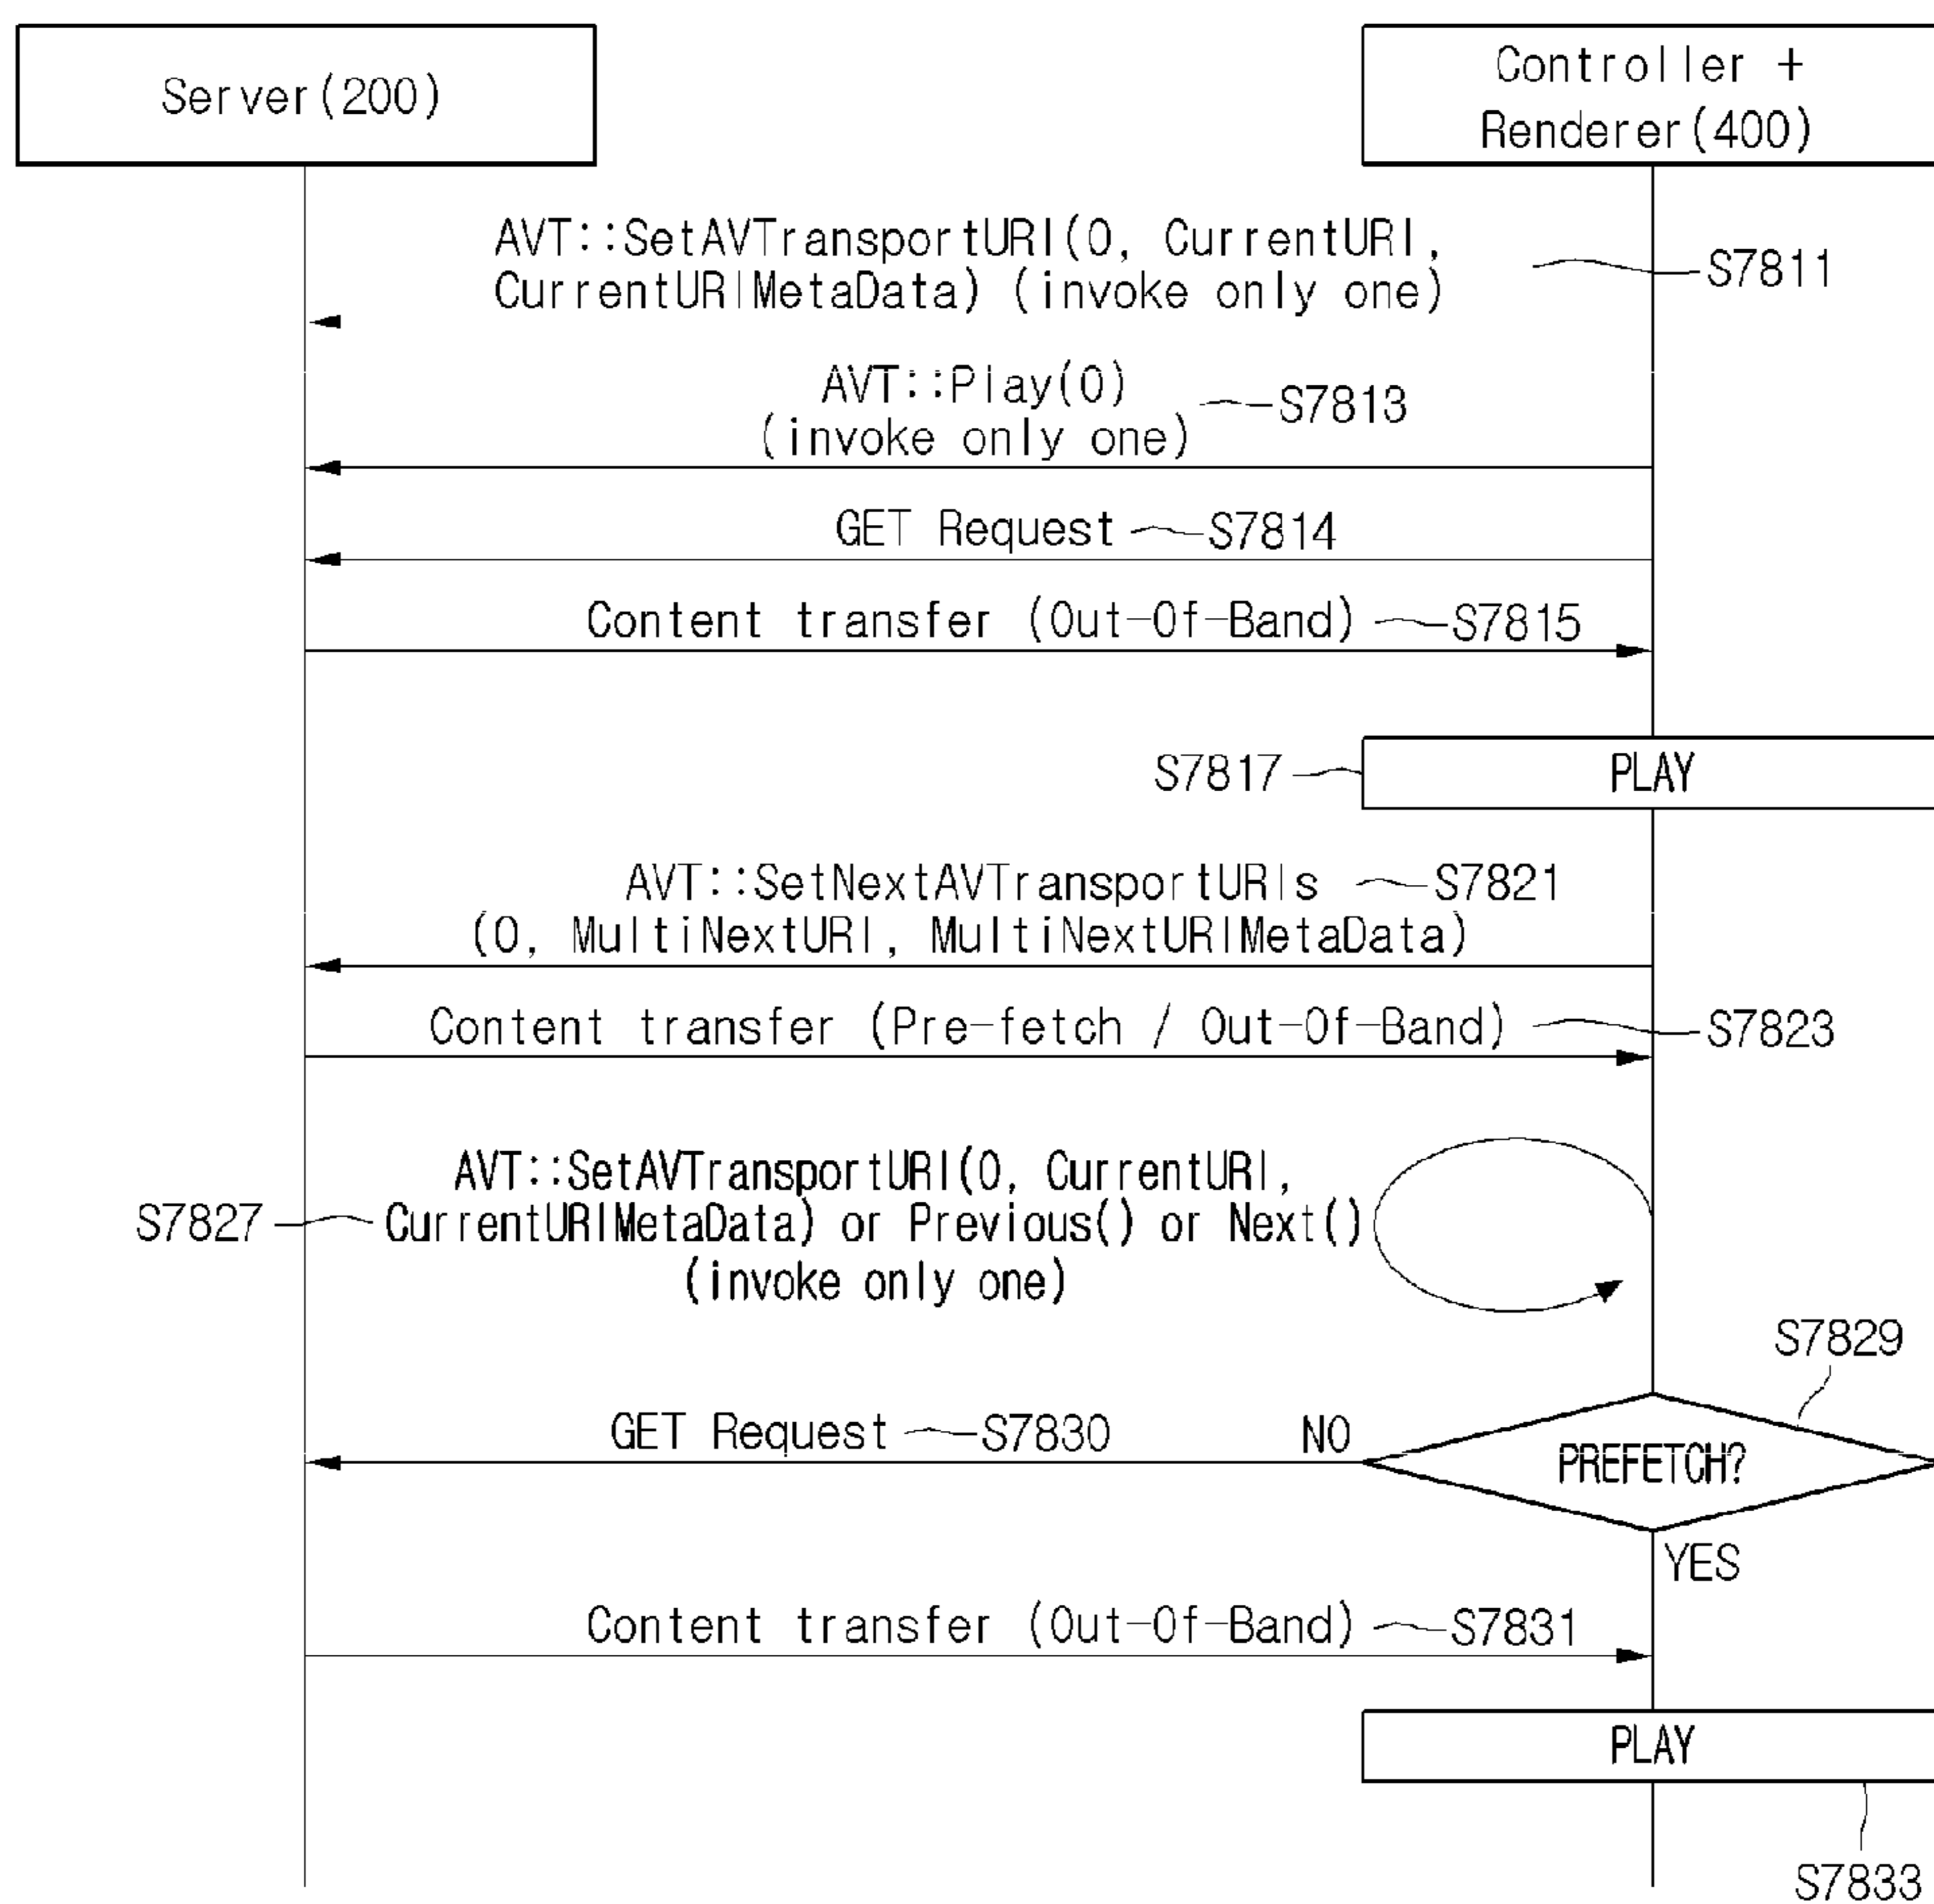 Server(200)
Controller +
Renderer(400)
AVT::SetAVTransportURI(0, CurrentURI,
CurrentURIMetaData) (invoke only one)
S7811
AVT::Play(0)
(invoke only one)
S7813
GET Request
S7814
Content transfer (Out-Of-Band)
S7815
S7817
PLAY
AVT::SetNextAVTransportURIs
S7821
(0, MultiNextURI, MultiNextURIMetaData)
Content transfer (Pre-fetch / Out-Of-Band)
S7823
AVT::SetAVTransportURI(0, CurrentURI,
S7827
CurrentURIMetaData) or Previous() or Next()
(invoke only one)
S7829
GET Request
S7830
NO
PREFETCH?
YES
Content transfer (Out-Of-Band)
S7831
PLAY
S7833